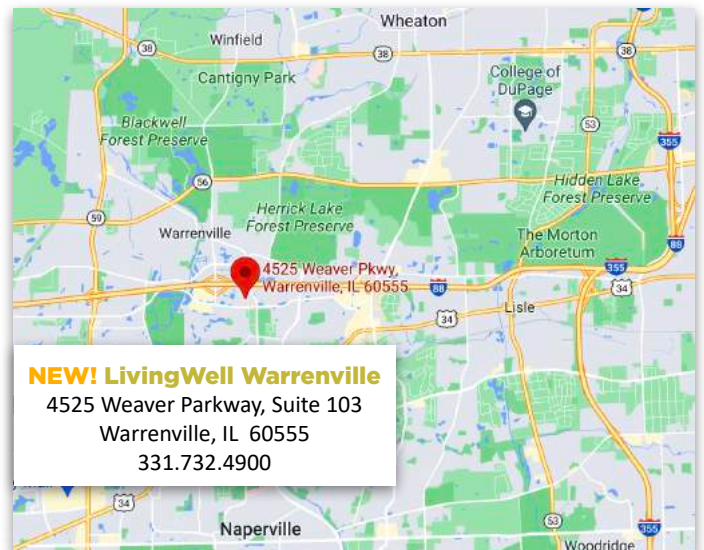 Wheaton
Winfield
38
38
38
Cantigny Park
College of
DuPage
53
Blackwell
Forest Preserve
355
56
Hidden Lake
Forest Preserve
59
Herrick Lake
Forest Preserve
Warrenville
The Morton
Arboretum
88
4525 Weaver Pkwy,
Warrenville, IL 60555
88
355
34
34
Lisle
NEW! LivingWell Warrenville
4525 Weaver Parkway, Suite 103
Warrenville, IL 60555
331.732.4900
34
Naperville
53
355
Woodridge